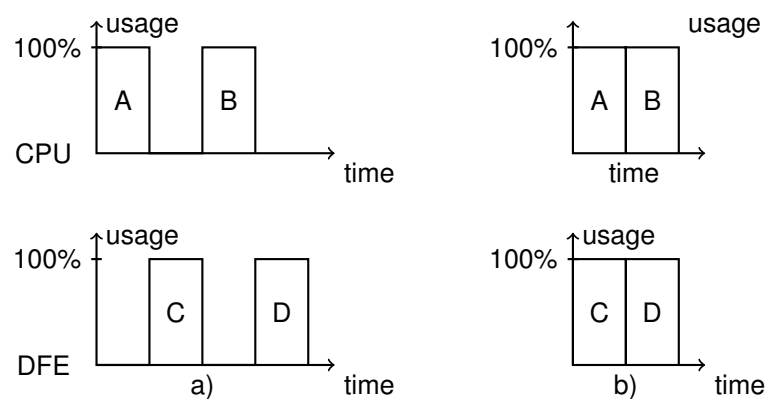 usage usage
100% 100%
A B A B
CPU
time time
usage usage
100% 100%
C D C D
DFE
a) time b) time